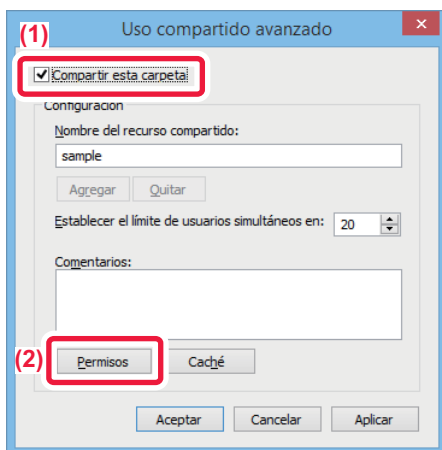 (1)
Uso compartido avanzado
Compartir esta carpeta
Configuración
Nombre del recurso compartido:
sample
Agregar Quitar
Establecer el límite de usuarios simultáneos en: 20
Comentarios:
(2) Permisos Caché
Aceptar Cancelar Aplicar